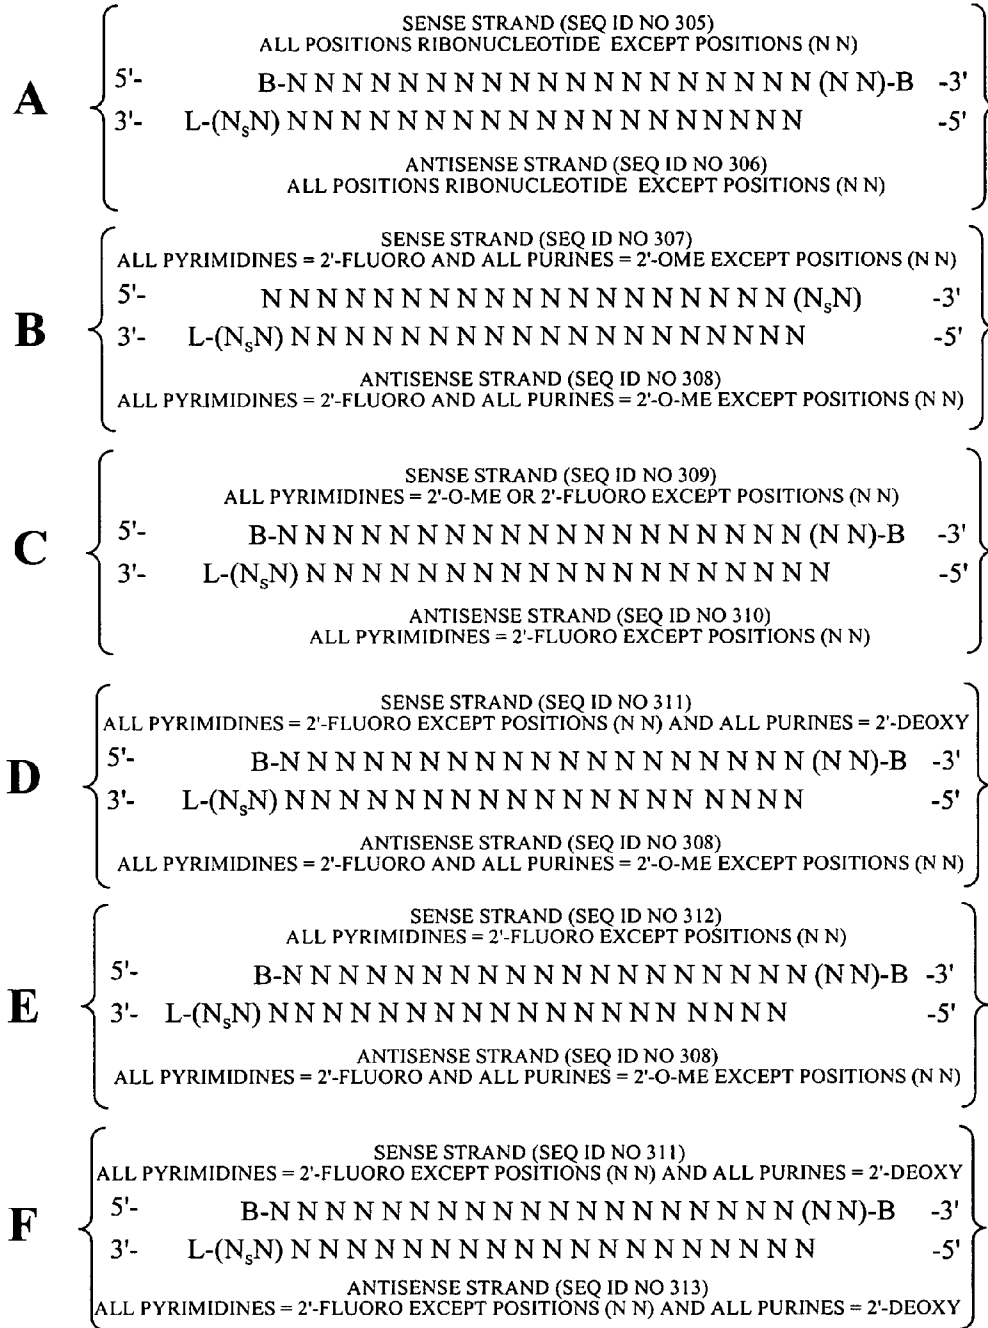 SENSE STRAND (SEQ ID NO 305)
ALL POSITIONS RIBONUCLEOTIDE EXCEPT POSITIONS (N N)
A
5'- B-N N N N N N N N N N N N N N N N N N N (N N)-B -3'
3'- L-(NsN) N N N N N N N N N N N N N N N N N N N -5'
ANTISENSE STRAND (SEQ ID NO 306)
ALL POSITIONS RIBONUCLEOTIDE EXCEPT POSITIONS (N N)
SENSE STRAND (SEQ ID NO 307)
ALL PYRIMIDINES = 2'-FLUORO AND ALL PURINES = 2'-OME EXCEPT POSITIONS (N N)
B
5'- N N N N N N N N N N N N N N N N N N N (NsN) -3'
3'- L-(NsN) N N N N N N N N N N N N N N N N N N N -5'
ANTISENSE STRAND (SEQ ID NO 308)
ALL PYRIMIDINES = 2'-FLUORO AND ALL PURINES = 2'-O-ME EXCEPT POSITIONS (N N)
SENSE STRAND (SEQ ID NO 309)
ALL PYRIMIDINES = 2'-O-ME OR 2'-FLUORO EXCEPT POSITIONS (N N)
C
5'- B-N N N N N N N N N N N N N N N N N N N (N N)-B -3'
3'- L-(NsN) N N N N N N N N N N N N N N N N N N N -5'
ANTISENSE STRAND (SEQ ID NO 310)
ALL PYRIMIDINES = 2'-FLUORO EXCEPT POSITIONS (N N)
SENSE STRAND (SEQ ID NO 311)
ALL PYRIMIDINES = 2'-FLUORO EXCEPT POSITIONS (N N) AND ALL PURINES = 2'-DEOXY
D
5'- B-N N N N N N N N N N N N N N N N N N N (N N)-B -3'
3'- L-(NsN) N N N N N N N N N N N N N N N N N N N -5'
ANTISENSE STRAND (SEQ ID NO 308)
ALL PYRIMIDINES = 2'-FLUORO AND ALL PURINES = 2'-O-ME EXCEPT POSITIONS (N N)
SENSE STRAND (SEQ ID NO 312)
ALL PYRIMIDINES = 2'-FLUORO EXCEPT POSITIONS (N N)
E
5'- B-N N N N N N N N N N N N N N N N N N N (N N)-B -3'
3'- L-(NsN) N N N N N N N N N N N N N N N N N N N -5'
ANTISENSE STRAND (SEQ ID NO 308)
ALL PYRIMIDINES = 2'-FLUORO AND ALL PURINES = 2'-O-ME EXCEPT POSITIONS (N N)
SENSE STRAND (SEQ ID NO 311)
ALL PYRIMIDINES = 2'-FLUORO EXCEPT POSITIONS (N N) AND ALL PURINES = 2'-DEOXY
F
5'- B-N N N N N N N N N N N N N N N N N N N (N N)-B -3'
3'- L-(NsN) N N N N N N N N N N N N N N N N N N N -5'
ANTISENSE STRAND (SEQ ID NO 313)
ALL PYRIMIDINES = 2'-FLUORO EXCEPT POSITIONS (N N) AND ALL PURINES = 2'-DEOXY